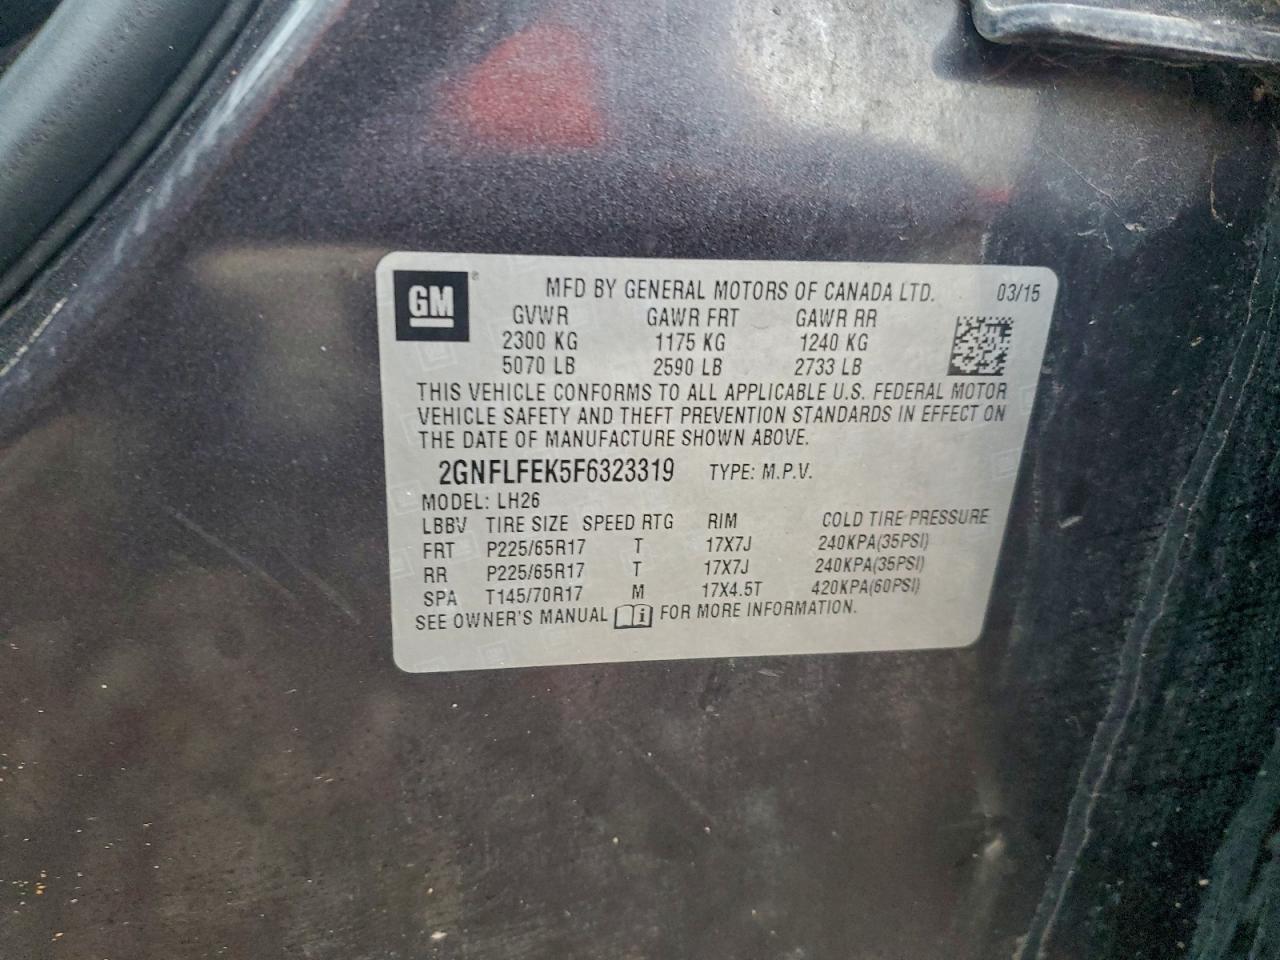 GM ®
MFD BY GENERAL MOTORS OF CANADA LTD. 03/15
GVWR GAWR FRT GAWR RR
2300 KG 1175 KG 1240 KG
5070 LB 2590 LB 2733 LB
THIS VEHICLE CONFORMS TO ALL APPLICABLE U.S. FEDERAL MOTOR
VEHICLE SAFETY AND THEFT PREVENTION STANDARDS IN EFFECT ON
THE DATE OF MANUFACTURE SHOWN ABOVE.
2GNFLFEK5F6323319 TYPE: M.P.V.
MODEL: LH26
LBBV TIRE SIZE SPEED RTG RIM COLD TIRE PRESSURE
FRT P225/65R17 T 17X7J 240KPA(35PSI)
RR P225/65R17 T 17X7J 240KPA(35PSI)
SPA T145/70R17 M 17X4.5T 420KPA(60PSI)
SEE OWNER'S MANUAL i FOR MORE INFORMATION.